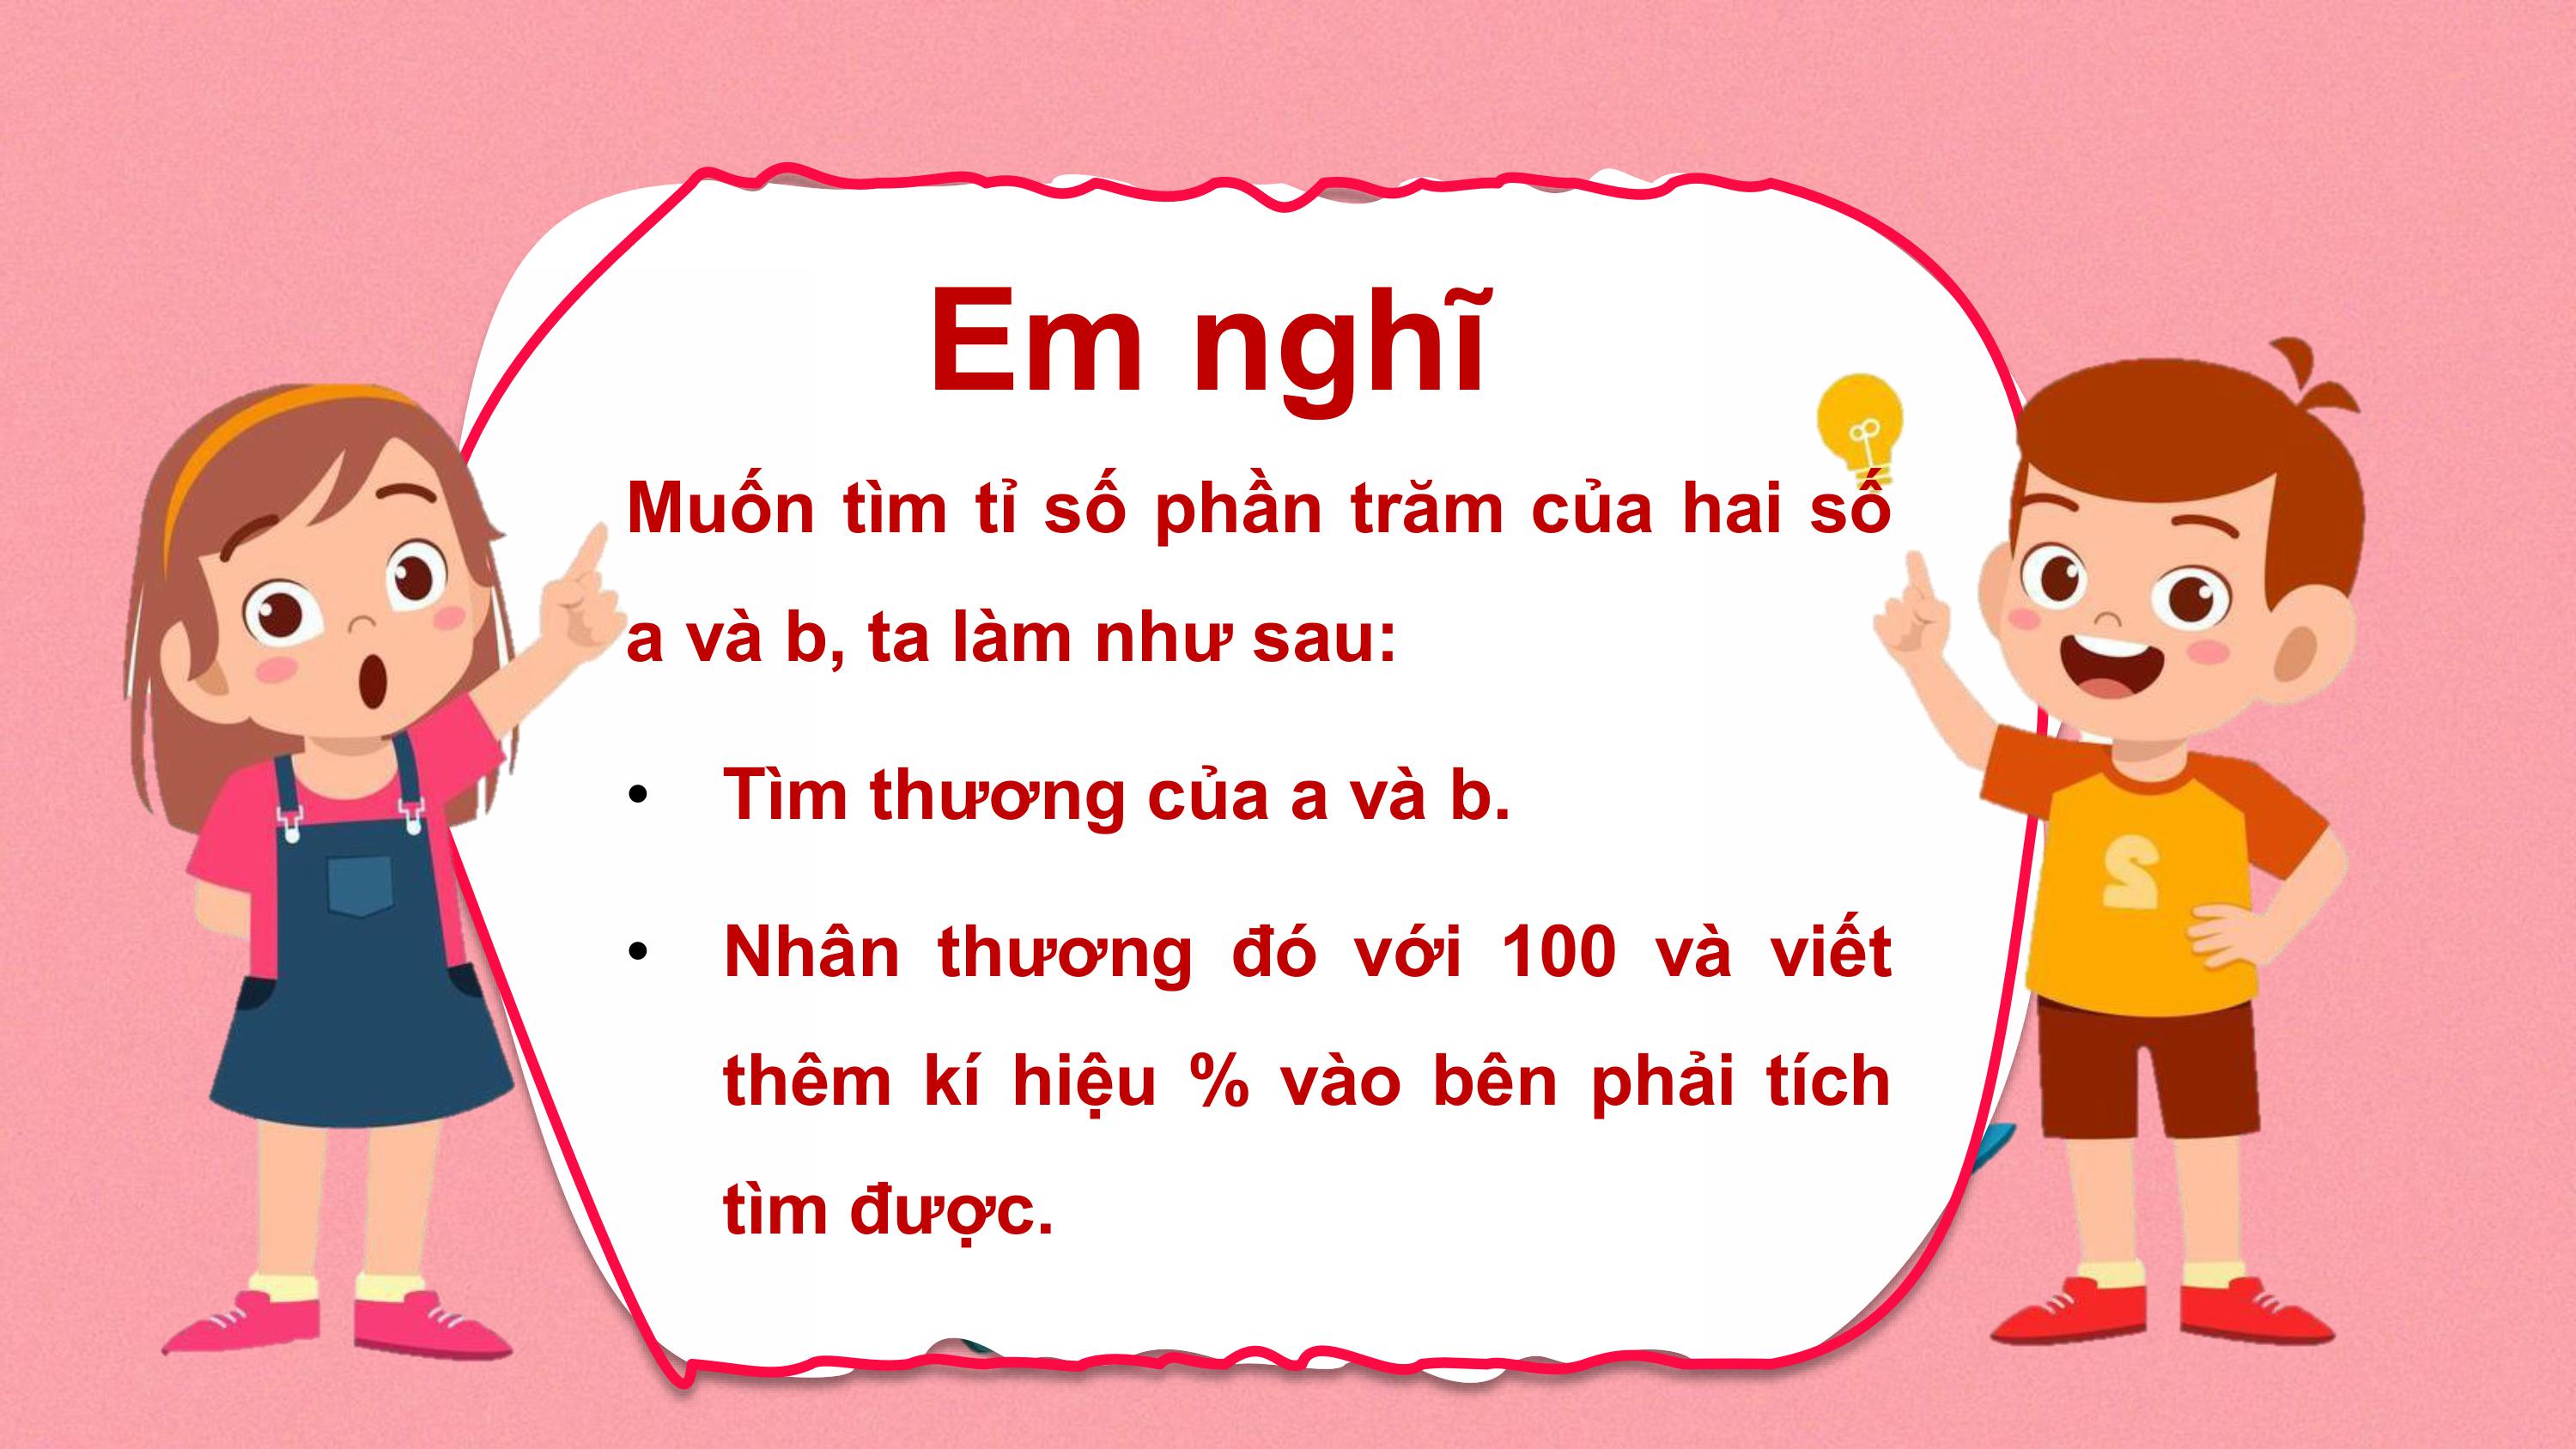 Em nghĩ
Muốn tìm tỉ số phần trăm của hai số
a và b, ta làm như sau:
• Tìm thương của a và b.
• Nhân thương đó với 100 và viết
thêm kí hiệu % vào bên phải tích
tìm được.